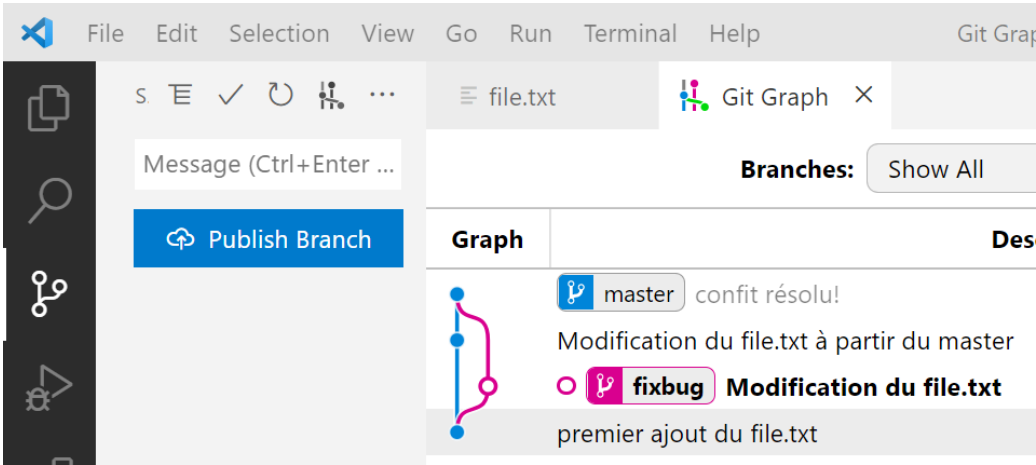 File Edit Selection View Go Run Terminal Help Git Grap
S.
file.txt Git Graph
Message (Ctrl+Enter ...
Branches: Show All
Publish Branch
Graph Des
master confit résolu!
Modification du file.txt à partir du master
fixbug Modification du file.txt
premier ajout du file.txt